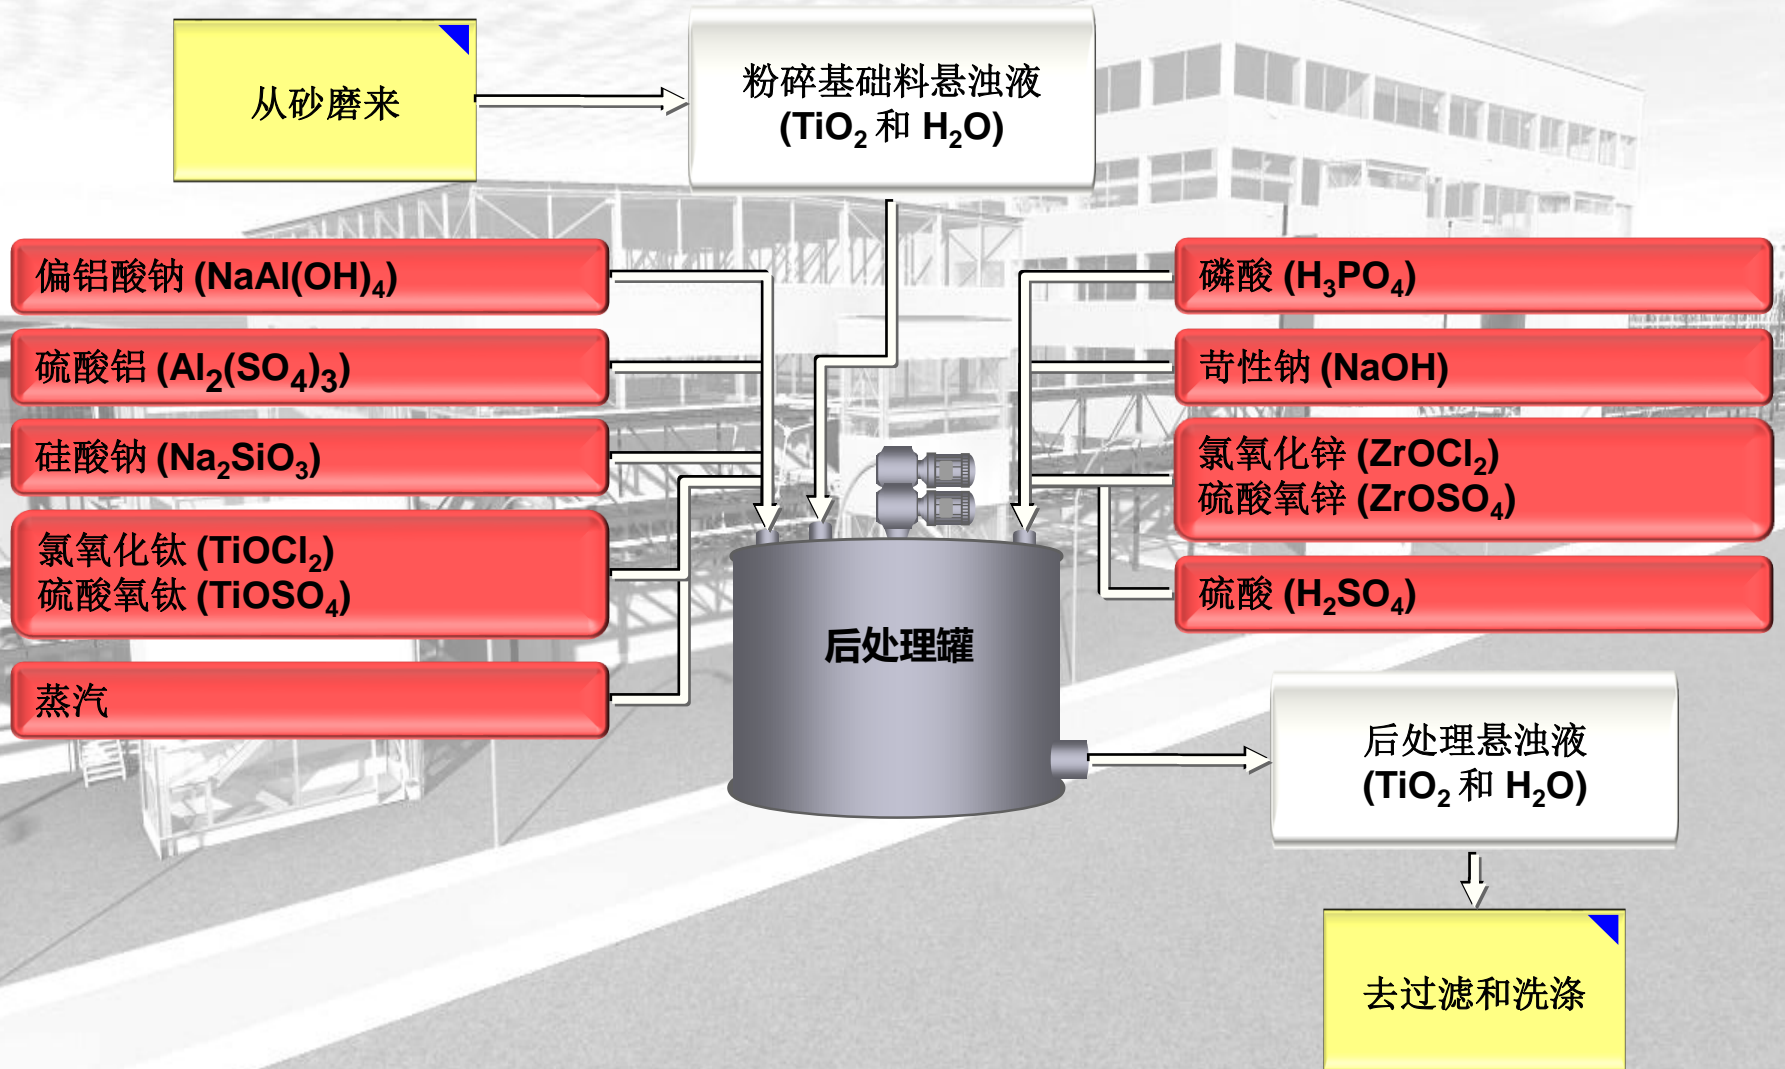 从砂磨来
粉碎基础料悬浊液
(TiO₂ 和 H₂O)
偏铝酸钠 (NaAl(OH)₄)
硫酸铝 (Al₂(SO₄)₃)
硅酸钠 (Na₂SiO₃)
氯氧化钛 (TiOCl₂)
硫酸氧钛 (TiOSO₄)
蒸汽
磷酸 (H₃PO₄)
苛性钠 (NaOH)
氯氧化锌 (ZrOCl₂)
硫酸氧锌 (ZrOSO₄)
硫酸 (H₂SO₄)
后处理罐
后处理悬浊液
(TiO₂ 和 H₂O)
去过滤和洗涤